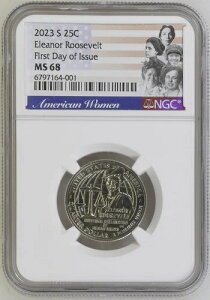 2023 S 25C
Eleanor Roosevelt
First Day of Issue
MS 68
6797164-001
American Women
NGC